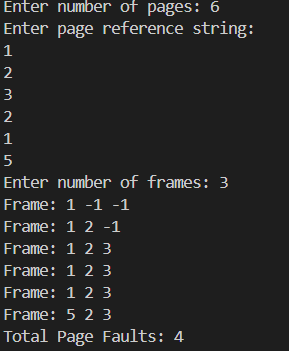 Enter number of pages: 6
Enter page reference string:
1
2
3
2
1
5
Enter number of frames: 3
Frame: 1 -1 -1
Frame: 1 2 -1
Frame: 1 2 3
Frame: 1 2 3
Frame: 1 2 3
Frame: 5 2 3
Total Page Faults: 4